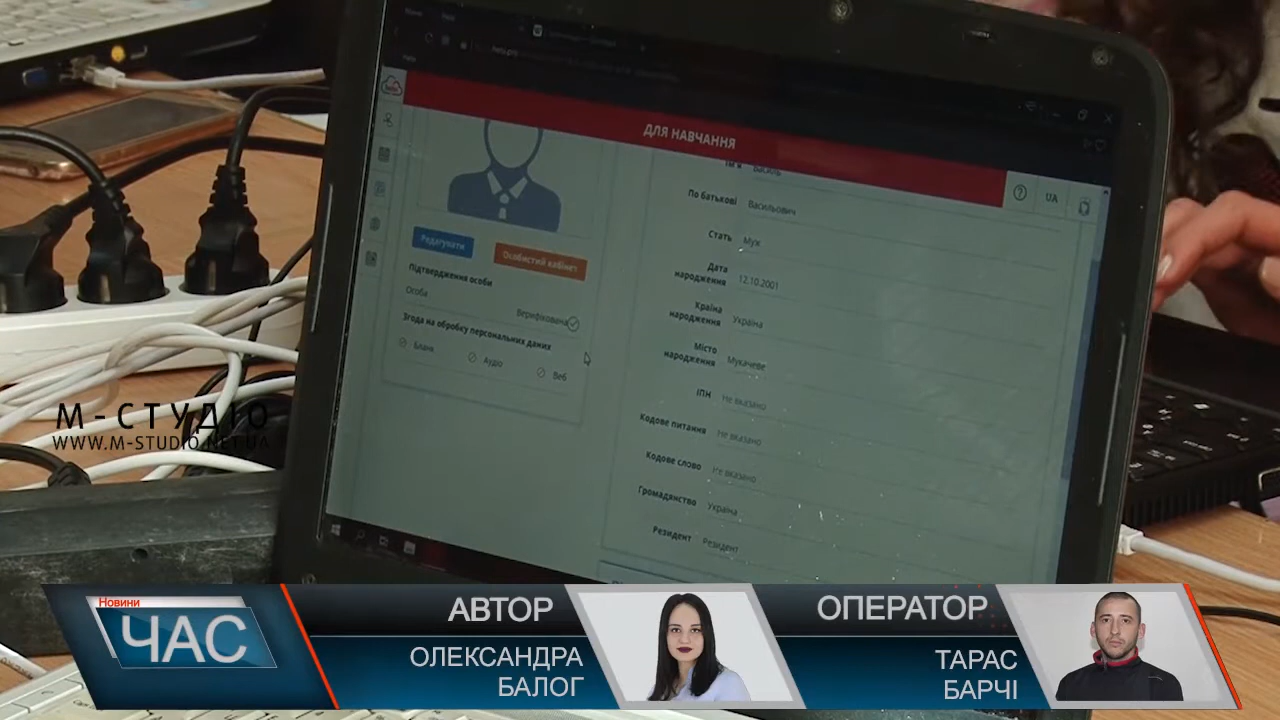 ДЛЯ НАВЧАННЯ
UA
По батькові Васильович
Стать Муж
Дата народження 12.10.2001
Країна народження Україна
Місто народження Мукачеве
ІПН Не вказано
Кодове питання Не вказано
Кодове слово Не вказано
Громадянство Україна
Резидент Резидент
Редагувати
Особистий кабінет
Підтвердження особи
Особа Верифікована
Згода на обробку персональних даних
Бланк Аудіо Веб
М-СТУДІО
WWW.M-STUDIO.NET.UA
Новини
ЧАС
АВТОР
ОЛЕКСАНДРА
БАЛОГ
ОПЕРАТОР
ТАРАС
БАРЧІ